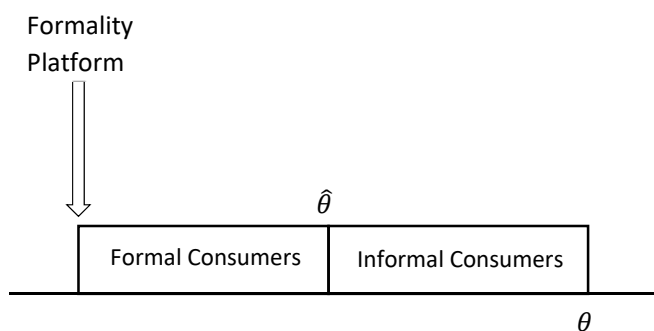 Formality
Platform
θ̂
Formal Consumers
Informal Consumers
θ